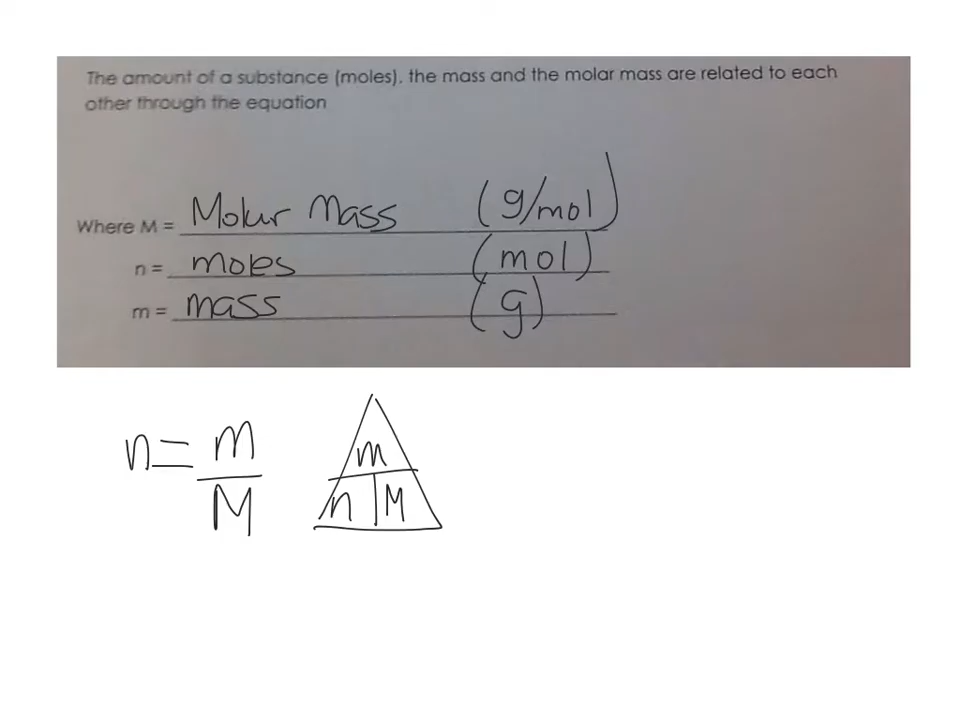 The amount of a substance (moles), the mass and the molar mass are related to each
other through the equation
Where M = Molar Mass (g/mol)
n = moles (mol)
m = mass (g)
n = m
M
m
n M